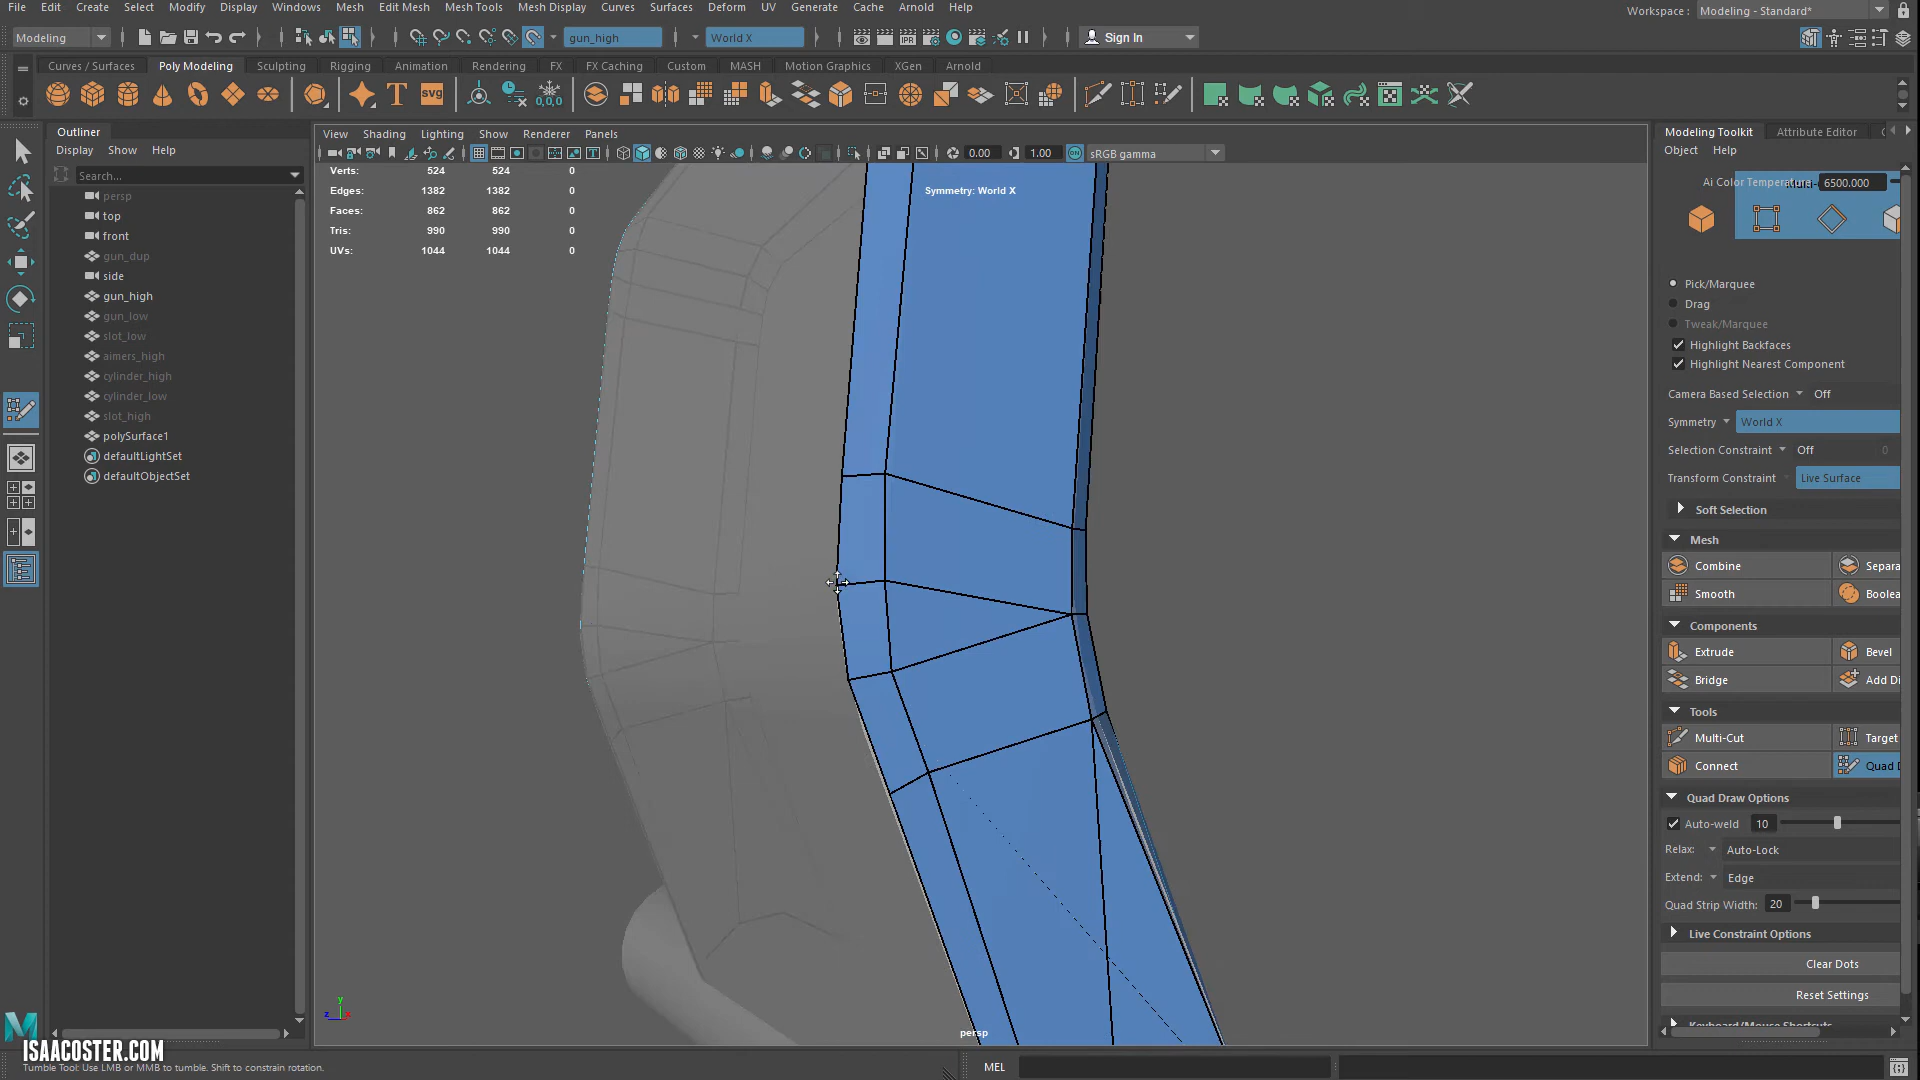 File Edit Create Select Modify Display Windows Mesh Edit Mesh Mesh Tools Mesh Display Curves Surfaces Deform UV Generate Cache Arnold Help
Workspace : Modeling - Standard*
Modeling gun_high World X Sign In
Curves / Surfaces Poly Modeling Sculpting Rigging Animation Rendering FX FX Caching Custom MASH Motion Graphics XGen Arnold
T SVG 0,0,0
Outliner
Display Show Help
Search...
persp
top
front
gun_dup
side
gun_high
gun_low
slot_low
aimers_high
cylinder_high
cylinder_low
slot_high
polySurface1
defaultLightSet
defaultObjectSet
View Shading Lighting Show Renderer Panels
0.00 1.00 ON sRGB gamma
Verts: 524 524 0
Edges: 1382 1382 0
Faces: 862 862 0
Tris: 990 990 0
UVs: 1044 1044 0
Symmetry: World X
persp
y
z x
Modeling Toolkit Attribute Editor
Object Help
Ai Color Temperature 6500.000
Pick/Marquee
Drag
Tweak/Marquee
Highlight Backfaces
Highlight Nearest Component
Camera Based Selection Off
Symmetry World X
Selection Constraint Off 0
Transform Constraint Live Surface
Soft Selection
Mesh
Combine Separa
Smooth Boolea
Components
Extrude Bevel
Bridge Add Di
Tools
Multi-Cut Target
Connect Quad D
Quad Draw Options
Auto-weld 10
Relax: Auto-Lock
Extend: Edge
Quad Strip Width: 20
Live Constraint Options
Clear Dots
Reset Settings
Keyboard/Mouse Shortcuts
ISAACOSTER.COM
Tumble Tool: Use LMB or MMB to tumble. Shift to constrain rotation.
MEL